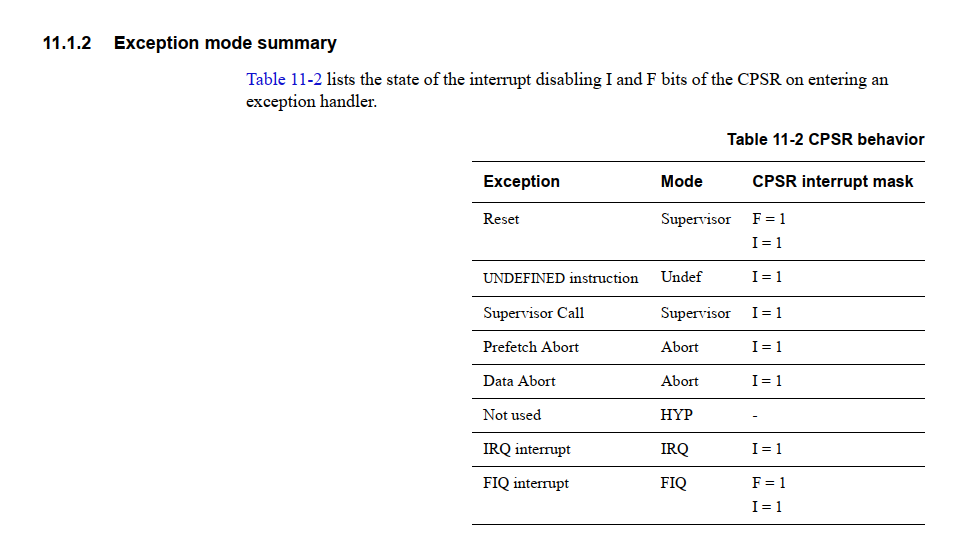 11.1.2 Exception mode summary
Table 11-2 lists the state of the interrupt disabling I and F bits of the CPSR on entering an
exception handler.
Table 11-2 CPSR behavior
Exception Mode CPSR interrupt mask
Reset Supervisor F = 1
I = 1
UNDEFINED instruction Undef I = 1
Supervisor Call Supervisor I = 1
Prefetch Abort Abort I = 1
Data Abort Abort I = 1
Not used HYP -
IRQ interrupt IRQ I = 1
FIQ interrupt FIQ F = 1
I = 1